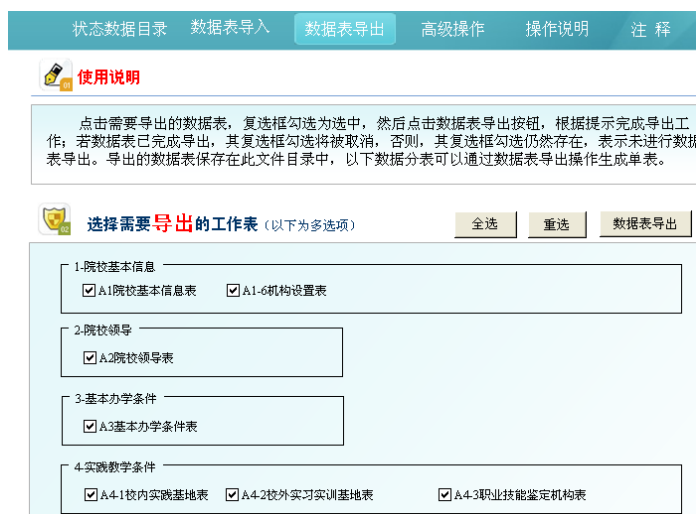 状态数据目录 数据表导入 数据表导出 高级操作 操作说明 注 释
01 使用说明
点击需要导出的数据表，复选框勾选为选中，然后点击数据表导出按钮，根据提示完成导出工
作；若数据表已完成导出，其复选框勾选将被取消，否则，其复选框勾选仍然存在，表示未进行数据
表导出。导出的数据表保存在此文件目录中，以下数据分表可以通过数据表导出操作生成单表。
02 选择需要导出的工作表（以下为多选项） 全选 重选 数据表导出
1-院校基本信息
A1院校基本信息表 A1-6机构设置表
2-院校领导
A2院校领导表
3-基本办学条件
A3基本办学条件表
4-实践教学条件
A4-1校内实践基地表 A4-2校外实习实训基地表 A4-3职业技能鉴定机构表